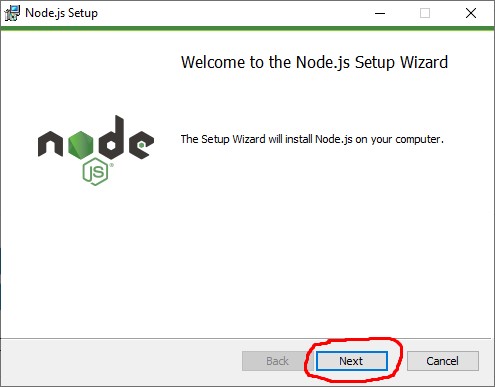 Node.js Setup
Welcome to the Node.js Setup Wizard
node
JS
The Setup Wizard will install Node.js on your computer.
Back
Next
Cancel